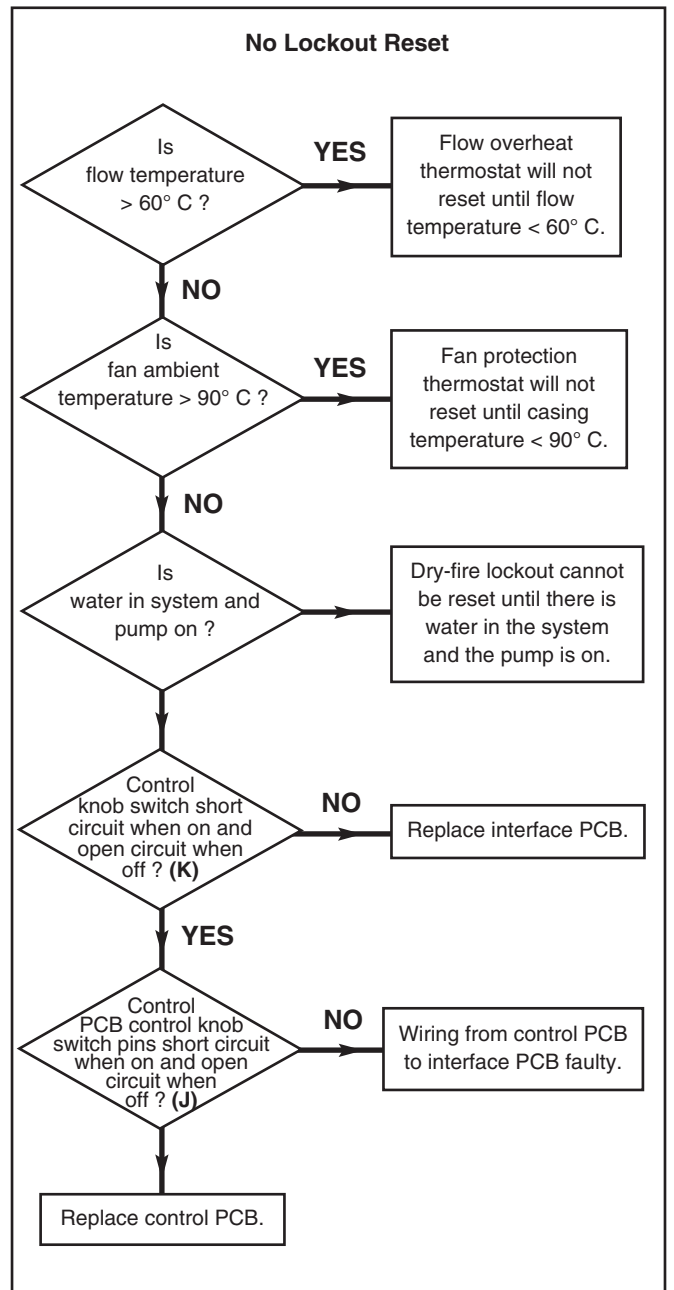 No Lockout Reset
Is
flow temperature
> 60° C ?
YES
Flow overheat
thermostat will not
reset until flow
temperature < 60° C.
NO
Is
fan ambient
temperature > 90° C ?
YES
Fan protection
thermostat will not
reset until casing
temperature < 90° C.
NO
Is
water in system and
pump on ?
Dry-fire lockout cannot
be reset until there is
water in the system
and the pump is on.
Control
knob switch short
circuit when on and
open circuit when
off ? (K)
NO
Replace interface PCB.
YES
Control
PCB control knob
switch pins short circuit
when on and open
circuit when
off ? (J)
NO
Wiring from control PCB
to interface PCB faulty.
Replace control PCB.